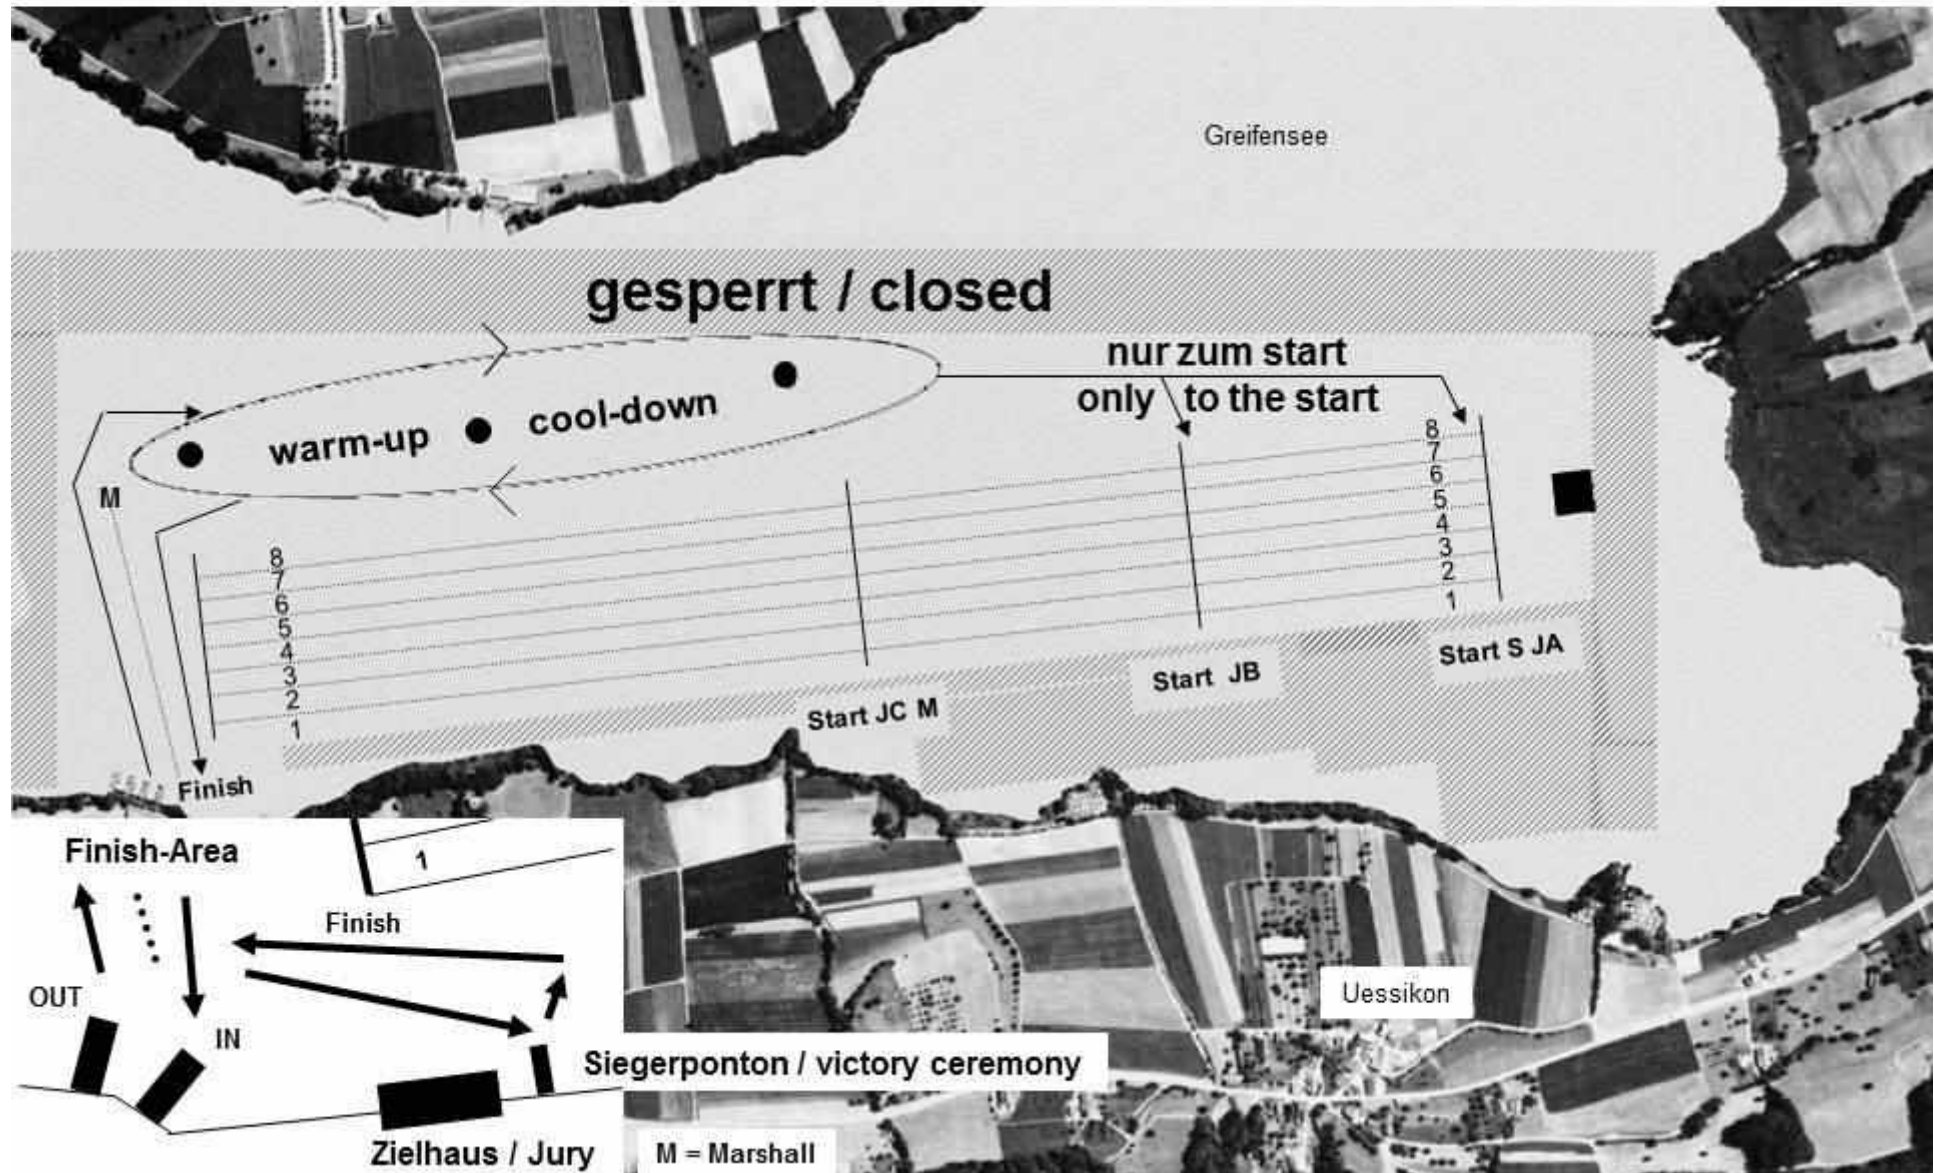 Greifensee
gesperrt / closed
nur zum start
only to the start
warm-up
cool-down
M
8
7
6
5
4
3
2
1
8
7
6
5
4
3
2
1
Start S JA
Start JB
Start JC M
Finish
Finish-Area
1
Finish
OUT
IN
Uessikon
Siegerponton / victory ceremony
Zielhaus / Jury
M = Marshall